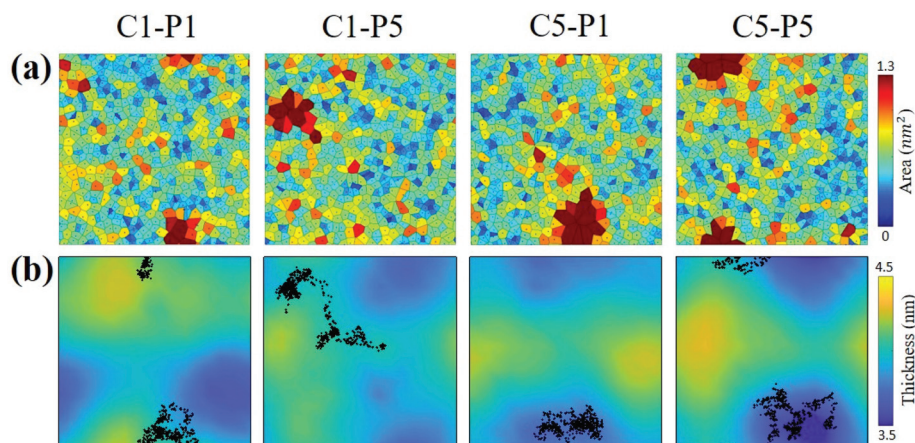 C1-P1 C1-P5 C5-P1 C5-P5
(a)
1.3
Area (nm²)
0
(b)
4.5
Thickness (nm)
3.5